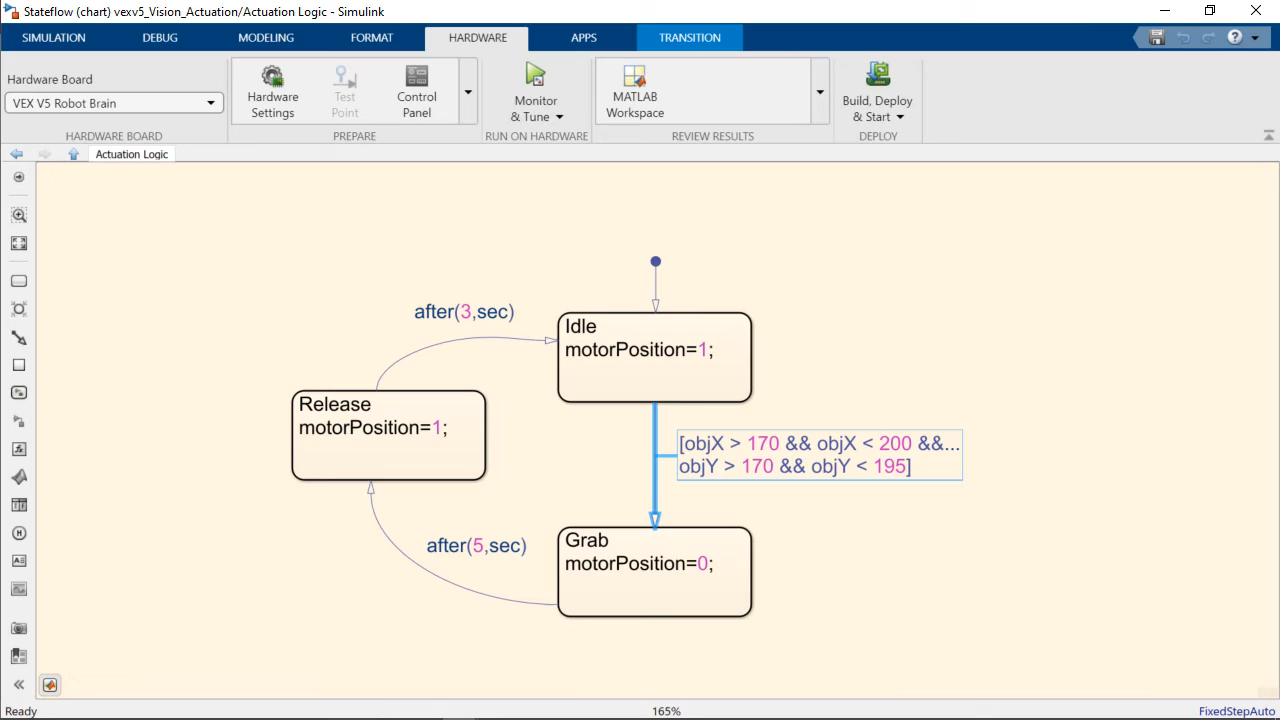 Stateflow (chart) vexv5_Vision_Actuation/Actuation Logic - Simulink
SIMULATION
DEBUG
MODELING
FORMAT
HARDWARE
APPS
TRANSITION
Hardware Board
VEX V5 Robot Brain
HARDWARE BOARD
Hardware
Settings
Test
Point
Control
Panel
PREPARE
Monitor
& Tune
RUN ON HARDWARE
MATLAB
Workspace
REVIEW RESULTS
Build, Deploy
& Start
DEPLOY
Actuation Logic
after(3,sec)
Idle
motorPosition=1;
Release
motorPosition=1;
[objX > 170 && objX < 200 &&...
objY > 170 && objY < 195]
after(5,sec)
Grab
motorPosition=0;
Ready
165%
FixedStepAuto